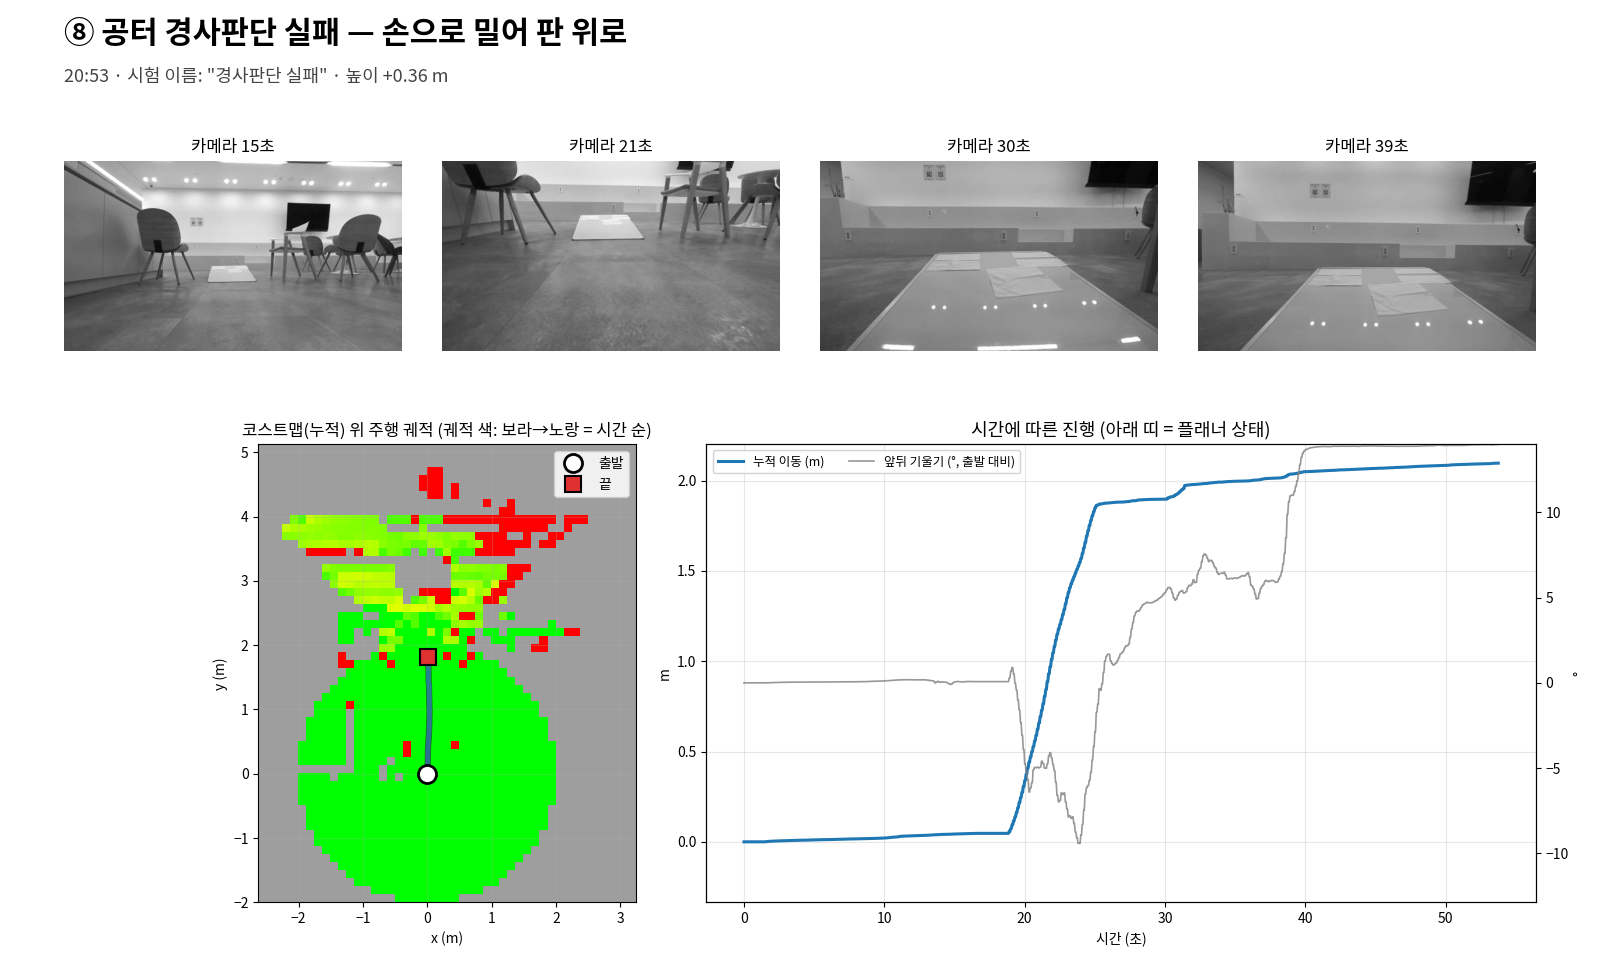 ⑧ 공터 경사판단 실패 — 손으로 밀어 판 위로
20:53 · 시험 이름: "경사판단 실패" · 높이 +0.36 m
카메라 15초
카메라 21초
카메라 30초
카메라 39초
코스트맵(누적) 위 주행 궤적 (궤적 색: 보라→노랑 = 시간 순)
출발
끝
5
4
3
2
1
0
−1
−2
y (m)
−2
−1
0
1
2
3
x (m)
시간에 따른 진행 (아래 띠 = 플래너 상태)
누적 이동 (m)
앞뒤 기울기 (°, 출발 대비)
2.0
1.5
1.0
0.5
0.0
m
10
5
0
−5
−10
°
0
10
20
30
40
50
시간 (초)